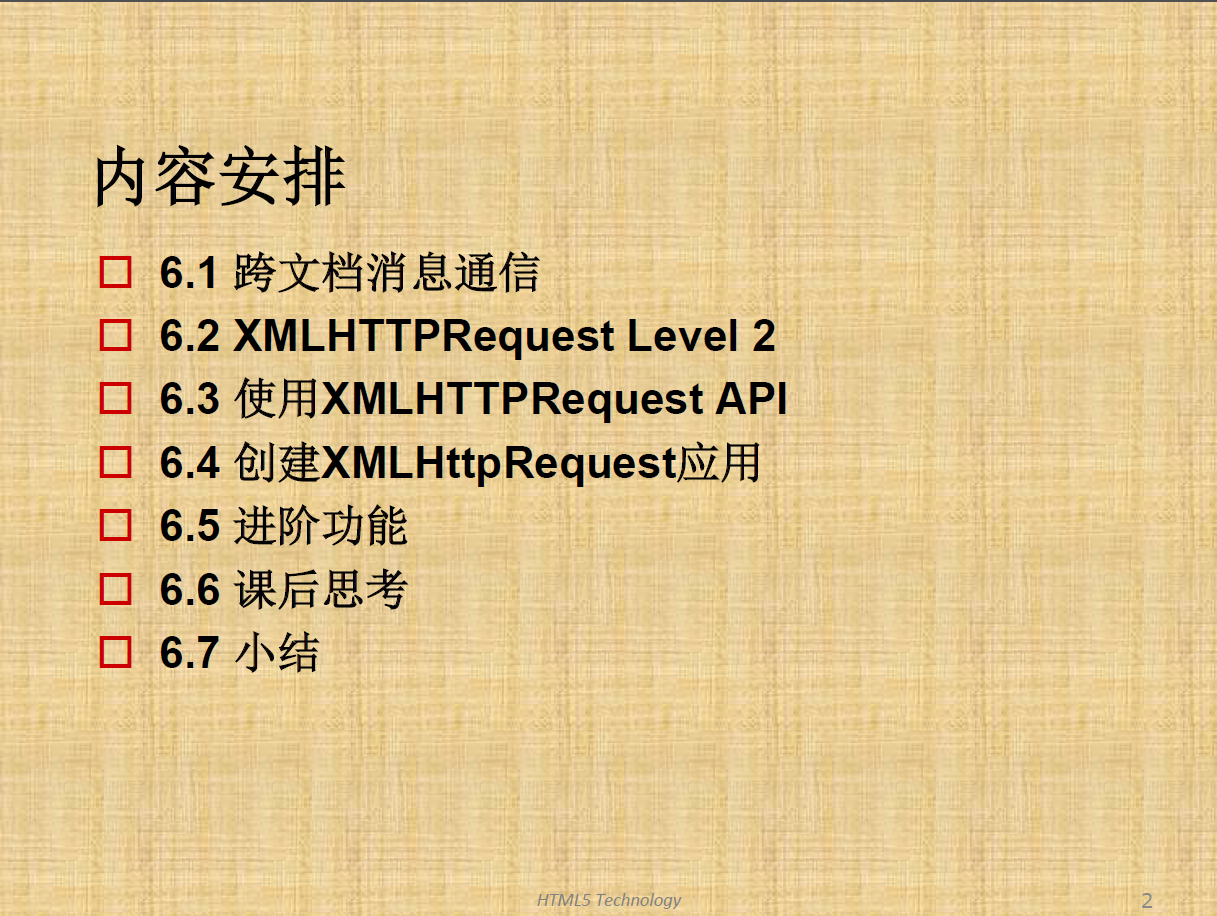 内容安排
6.1 跨文档消息通信
6.2 XMLHTTPRequest Level 2
6.3 使用XMLHTTPRequest API
6.4 创建XMLHttpRequest应用
6.5 进阶功能
6.6 课后思考
6.7 小结
HTML5 Technology
2